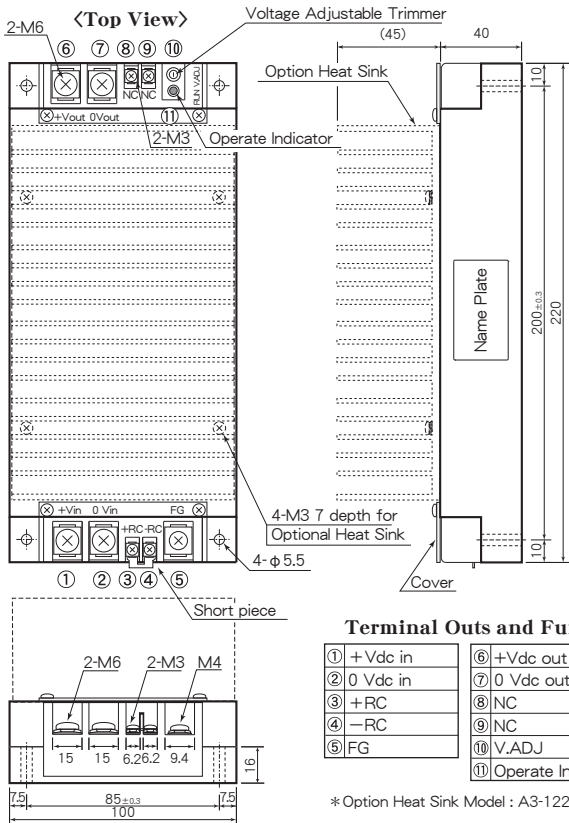 〈Top View〉
Voltage Adjustable Trimmer
2-M6
⑥ ⑦ ⑧ ⑨ ⑩
(45)
40
Option Heat Sink
10
NC NC
RUN V.ADJ
+Vout 0Vout
⑪
2-M3
Operate Indicator
Name Plate
200±0.3
220
+Vin 0 Vin
FG
+RC -RC
4-M3 7 depth for
Optional Heat Sink
4-φ5.5
10
① ② ③ ④ ⑤
Cover
Short piece
2-M6
2-M3
M4
15
15
6.2
6.2
9.4
16
7.5
85±0.3
7.5
100
Terminal Outs and Fu
① +Vdc in
② 0 Vdc in
③ +RC
④ −RC
⑤ FG
⑥ +Vdc out
⑦ 0 Vdc out
⑧ NC
⑨ NC
⑩ V.ADJ
⑪ Operate In
*Option Heat Sink Model : A3-122